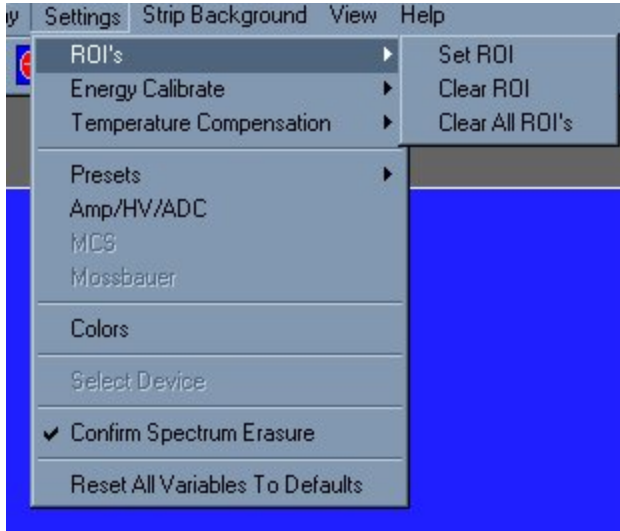 y Settings Strip Background View Help
ROI's
Set ROI
Energy Calibrate
Clear ROI
Temperature Compensation
Clear All ROI's
Presets
Amp/HV/ADC
MCS
Mossbauer
Colors
Select Device
Confirm Spectrum Erasure
Reset All Variables To Defaults